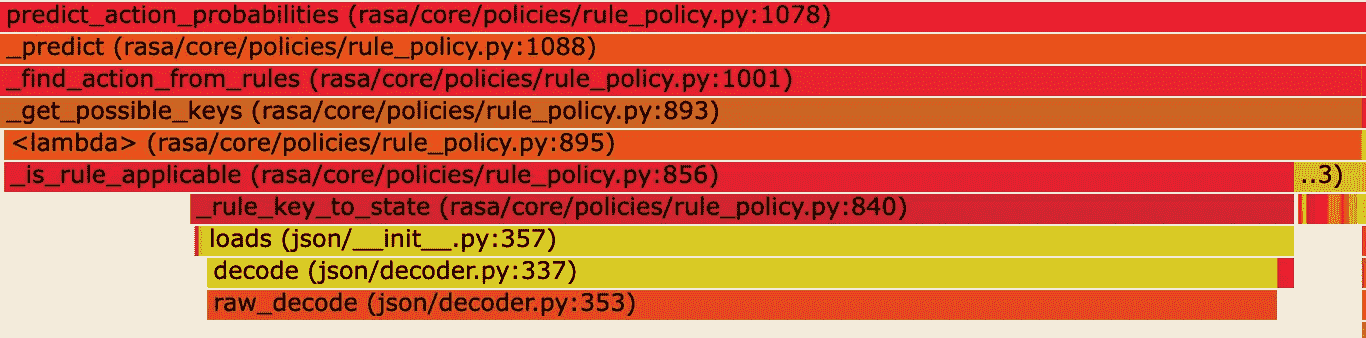 predict_action_probabilities (rasa/core/policies/rule_policy.py:1078)
_predict (rasa/core/policies/rule_policy.py:1088)
_find_action_from_rules (rasa/core/policies/rule_policy.py:1001)
_get_possible_keys (rasa/core/policies/rule_policy.py:893)
<lambda> (rasa/core/policies/rule_policy.py:895)
_is_rule_applicable (rasa/core/policies/rule_policy.py:856) ..3)
_rule_key_to_state (rasa/core/policies/rule_policy.py:840)
loads (json/__init__.py:357)
decode (json/decoder.py:337)
raw_decode (json/decoder.py:353)